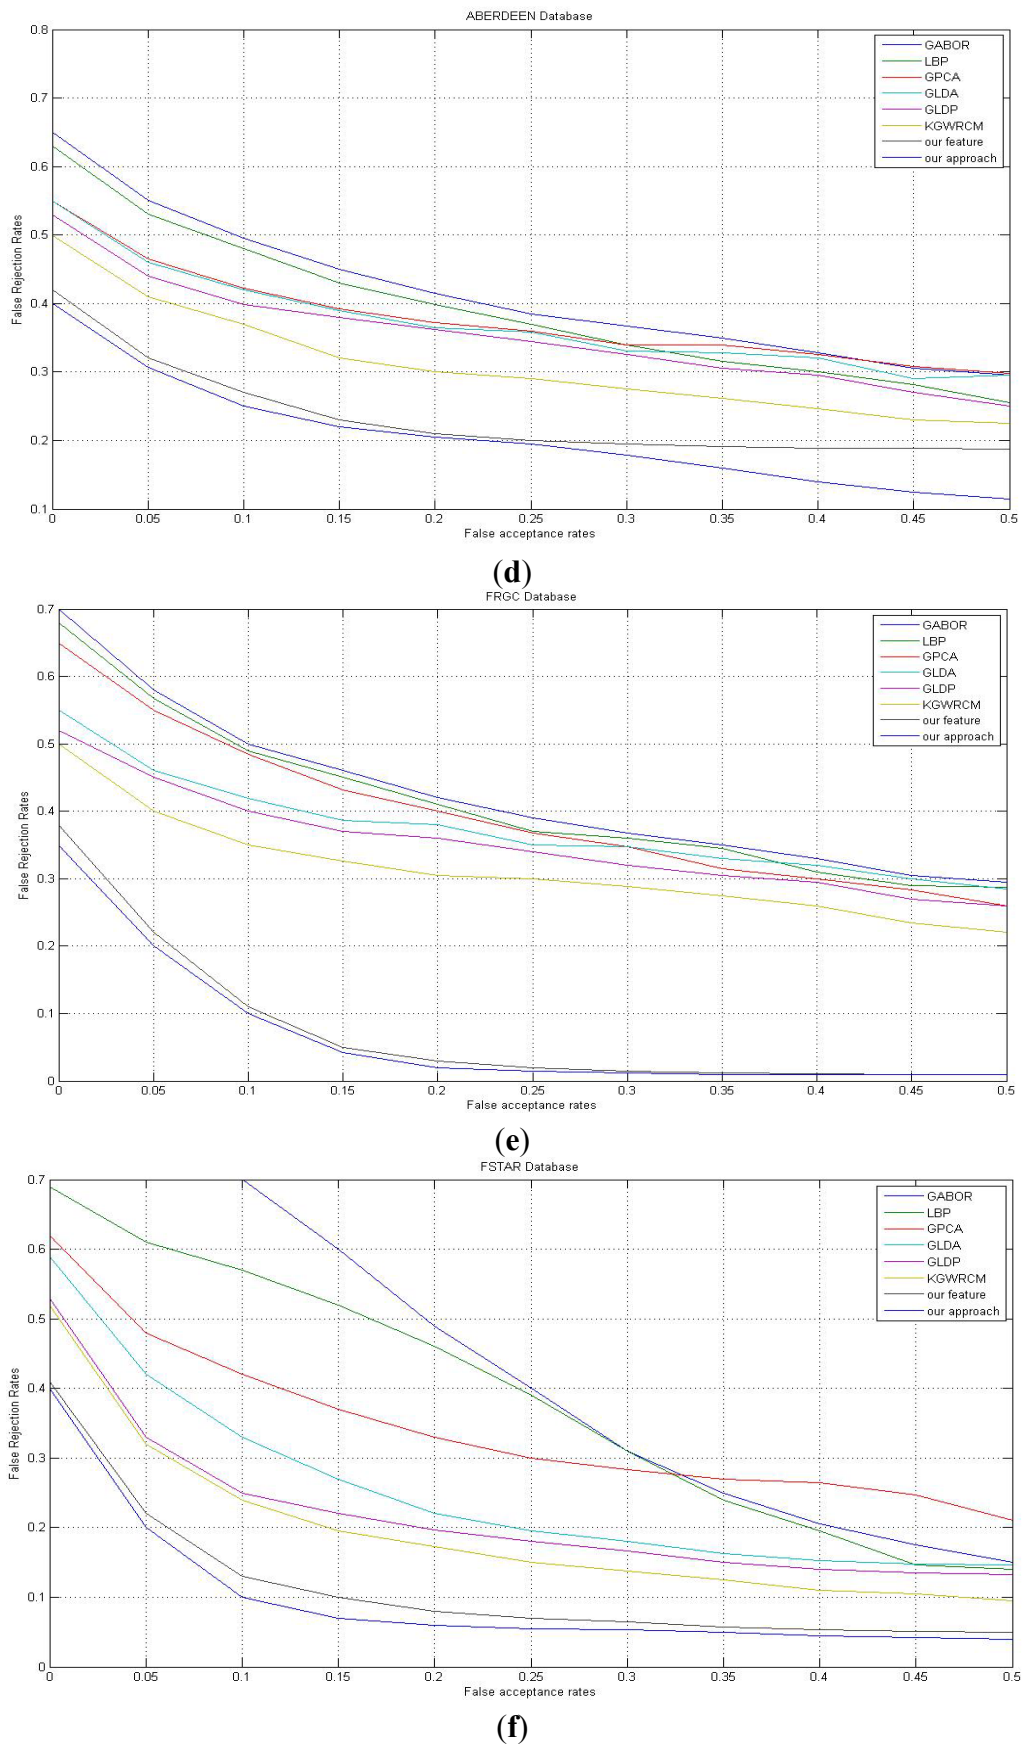 ABERDEEN Database
0.8
0.7
0.6
0.5
0.4
0.3
0.2
0.1
False Rejection Rates
GABOR
LBP
GPCA
GLDA
GLDP
KGWRCM
our feature
our approach
0 0.05 0.1 0.15 0.2 0.25 0.3 0.35 0.4 0.45 0.5
False acceptance rates
(d)
FRGC Database
0.7
0.6
0.5
0.4
0.3
0.2
0.1
0
False Rejection Rates
GABOR
LBP
GPCA
GLDA
GLDP
KGWRCM
our feature
our approach
0 0.05 0.1 0.15 0.2 0.25 0.3 0.35 0.4 0.45 0.5
False acceptance rates
(e)
FSTAR Database
0.7
0.6
0.5
0.4
0.3
0.2
0.1
0
False Rejection Rates
GABOR
LBP
GPCA
GLDA
GLDP
KGWRCM
our feature
our approach
0 0.05 0.1 0.15 0.2 0.25 0.3 0.35 0.4 0.45 0.5
False acceptance rates
(f)